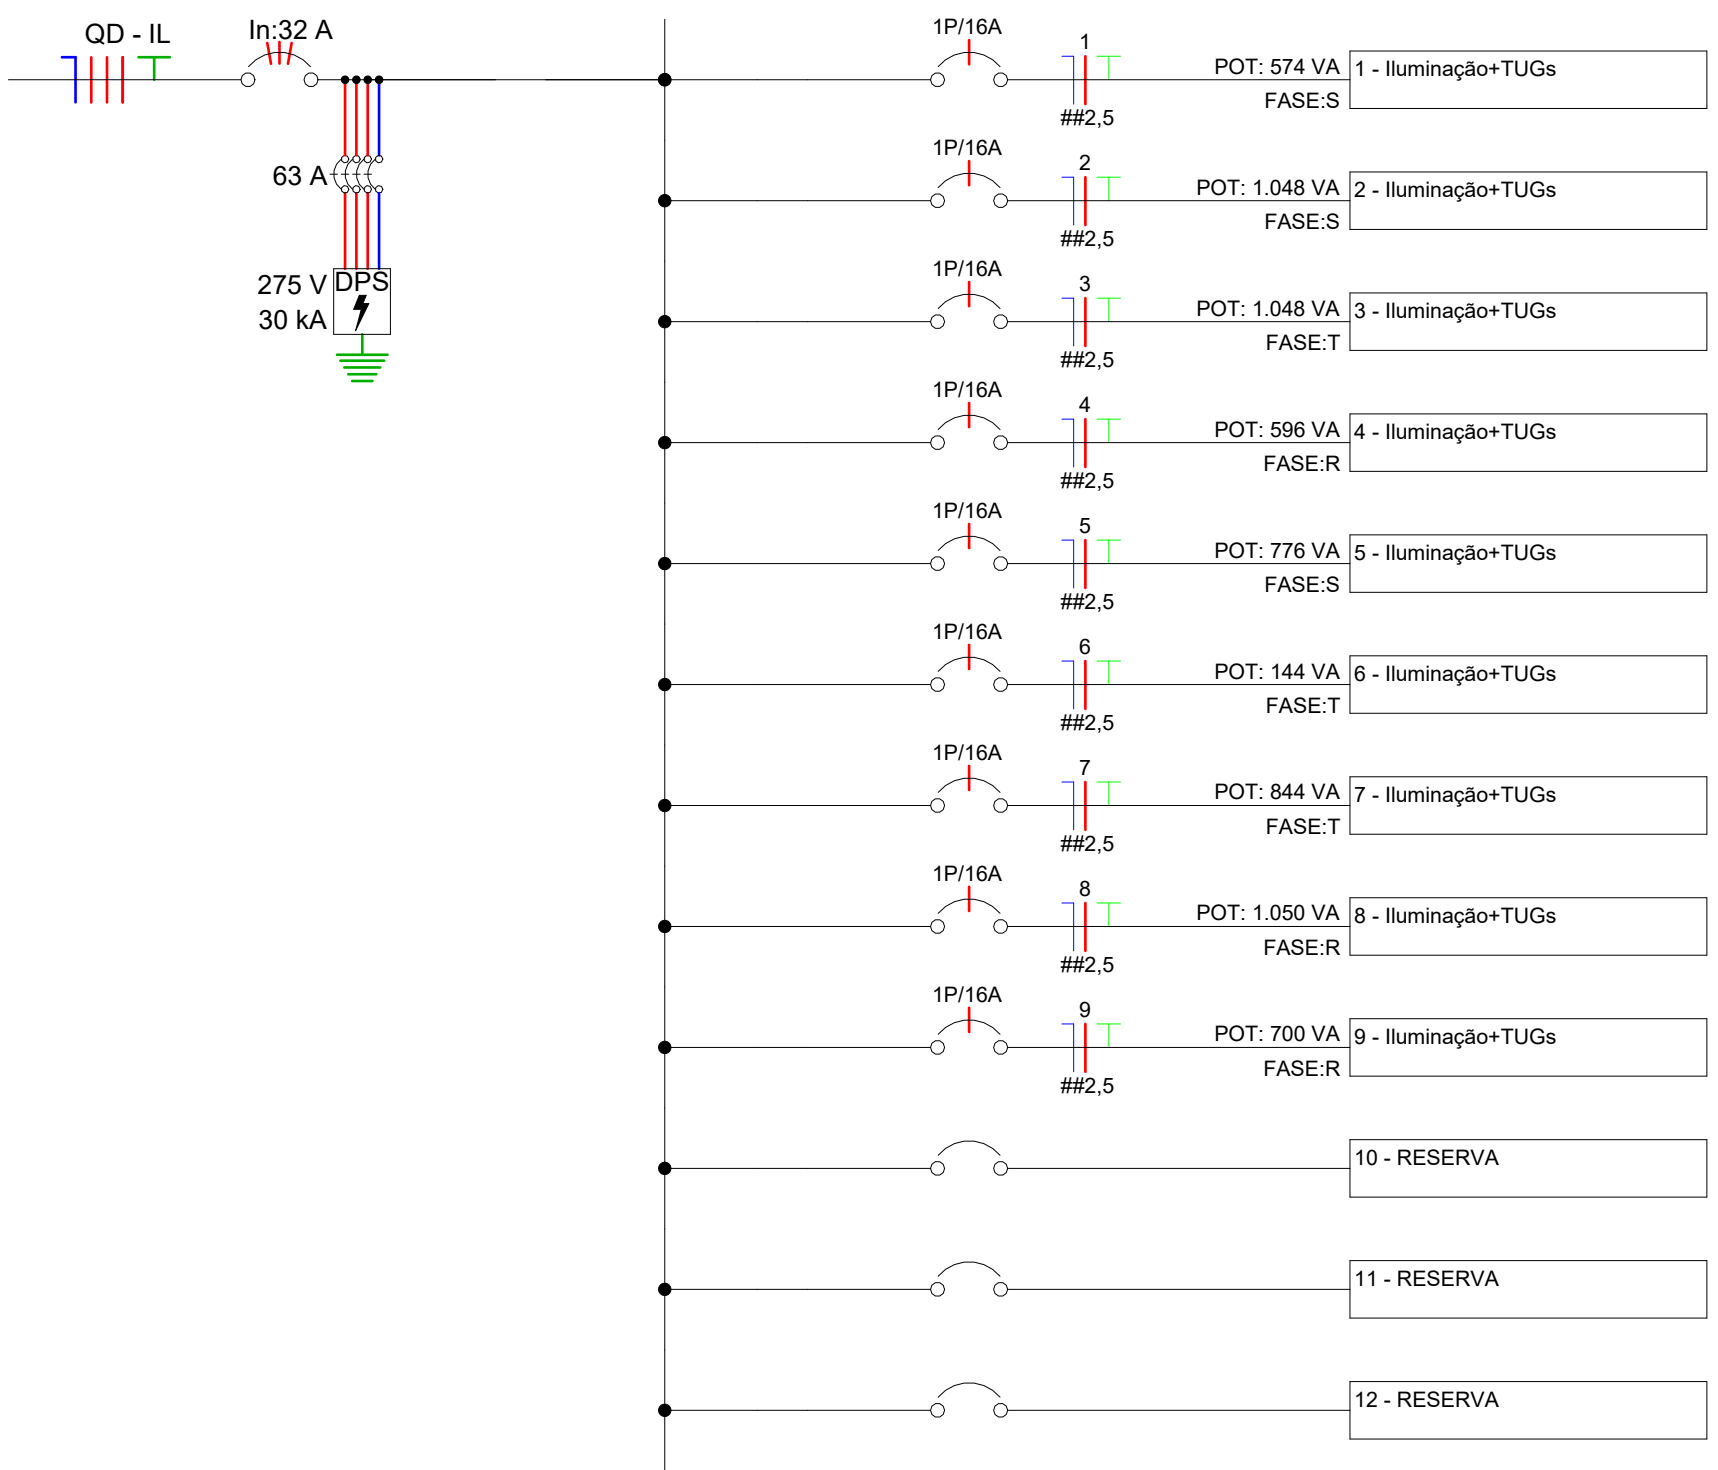 QD - IL
In:32 A
63 A
275 V
30 kA
DPS
1P/16A
1
##2,5
POT: 574 VA
FASE:S
1 - Iluminação+TUGs
1P/16A
2
##2,5
POT: 1.048 VA
FASE:S
2 - Iluminação+TUGs
1P/16A
3
##2,5
POT: 1.048 VA
FASE:T
3 - Iluminação+TUGs
1P/16A
4
##2,5
POT: 596 VA
FASE:R
4 - Iluminação+TUGs
1P/16A
5
##2,5
POT: 776 VA
FASE:S
5 - Iluminação+TUGs
1P/16A
6
##2,5
POT: 144 VA
FASE:T
6 - Iluminação+TUGs
1P/16A
7
##2,5
POT: 844 VA
FASE:T
7 - Iluminação+TUGs
1P/16A
8
##2,5
POT: 1.050 VA
FASE:R
8 - Iluminação+TUGs
1P/16A
9
##2,5
POT: 700 VA
FASE:R
9 - Iluminação+TUGs
10 - RESERVA
11 - RESERVA
12 - RESERVA